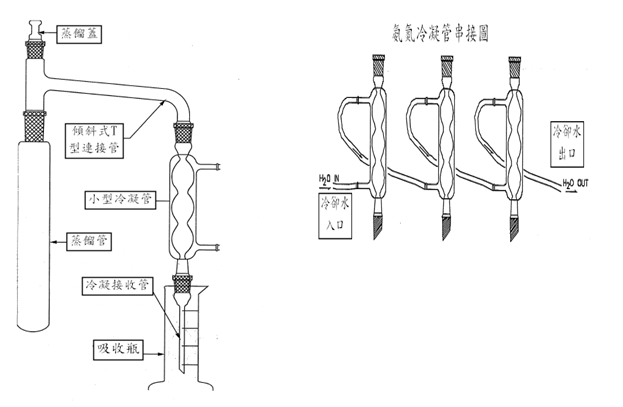 蒸餾蓋
傾斜式T
型連接管
小型冷凝管
蒸餾管
冷凝接收管
吸收瓶
氨氮冷凝管串接圖
冷卻水
出口
H₂O IN
H₂O OUT
冷卻水
入口